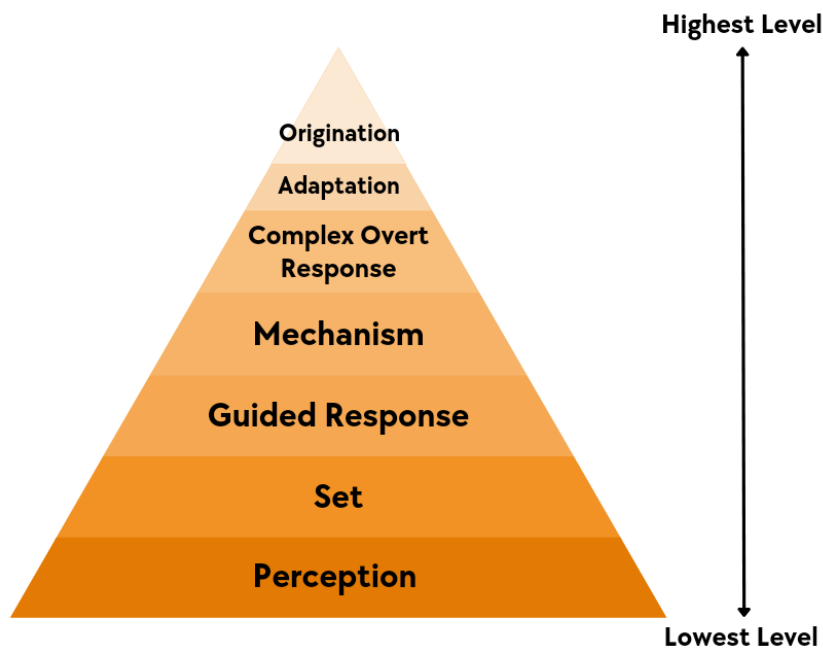 Highest Level
Origination
Adaptation
Complex Overt
Response
Mechanism
Guided Response
Set
Perception
Lowest Level